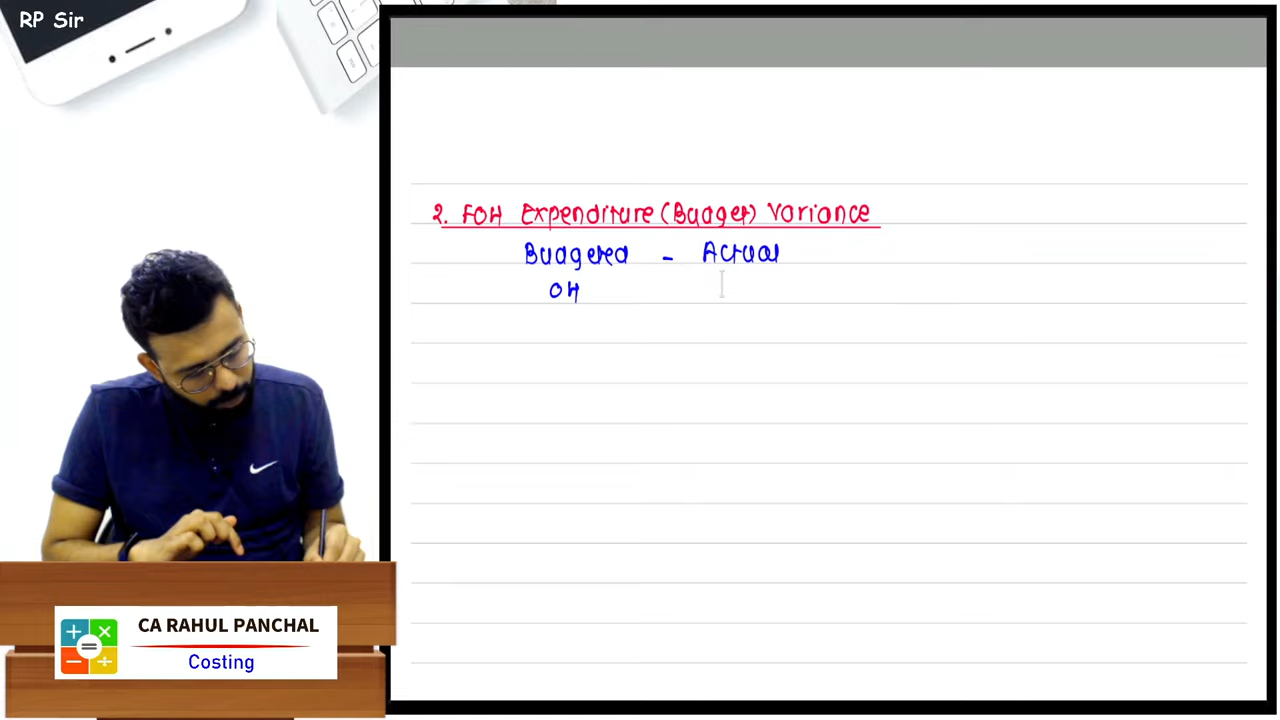 RP Sir
2. FOH Expenditure (Budget) Variance
Budgeted - Actual
OH
CA RAHUL PANCHAL
Costing